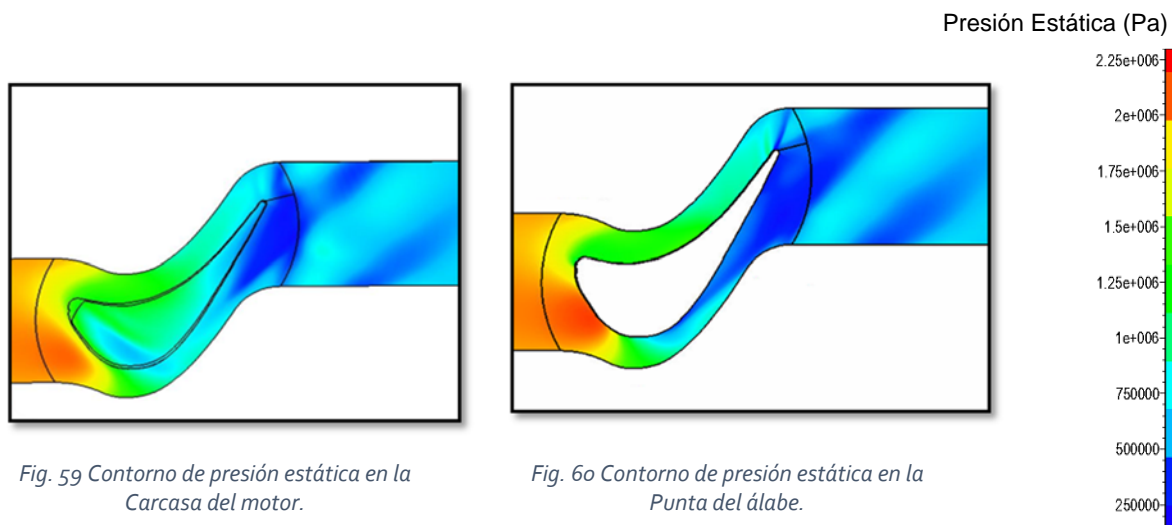 Presión Estática (Pa)
2.25e+006
2e+006
1.75e+006
1.5e+006
1.25e+006
1e+006
750000
500000
250000
Fig. 59 Contorno de presión estática en la
Carcasa del motor.
Fig. 60 Contorno de presión estática en la
Punta del álabe.